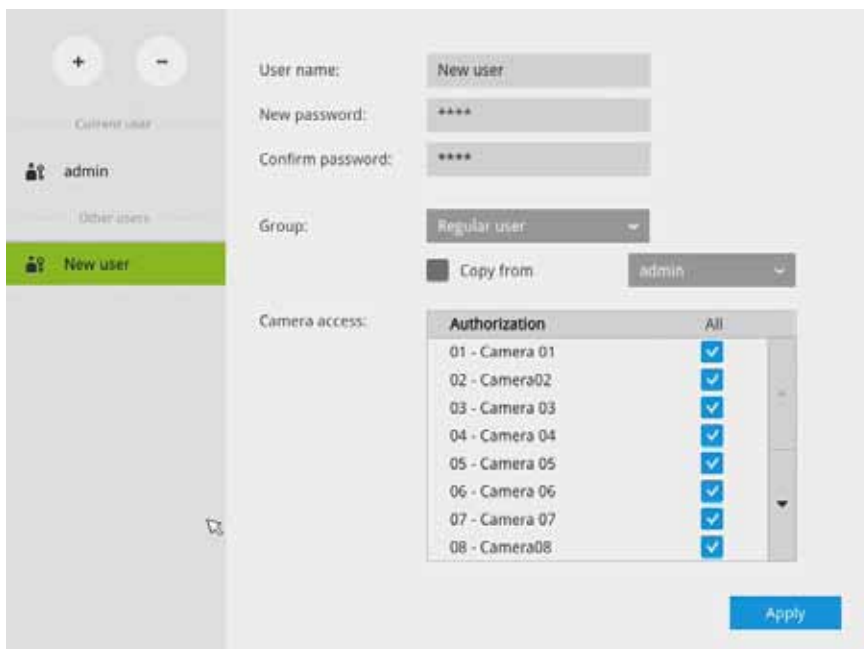 + -
Current user
admin
Other users
New user
User name: New user
New password: ****
Confirm password: ****
Group: Regular user
Copy from admin
Camera access:
Authorization All
01 - Camera 01
02 - Camera02
03 - Camera 03
04 - Camera 04
05 - Camera 05
06 - Camera 06
07 - Camera 07
08 - Camera08
Apply